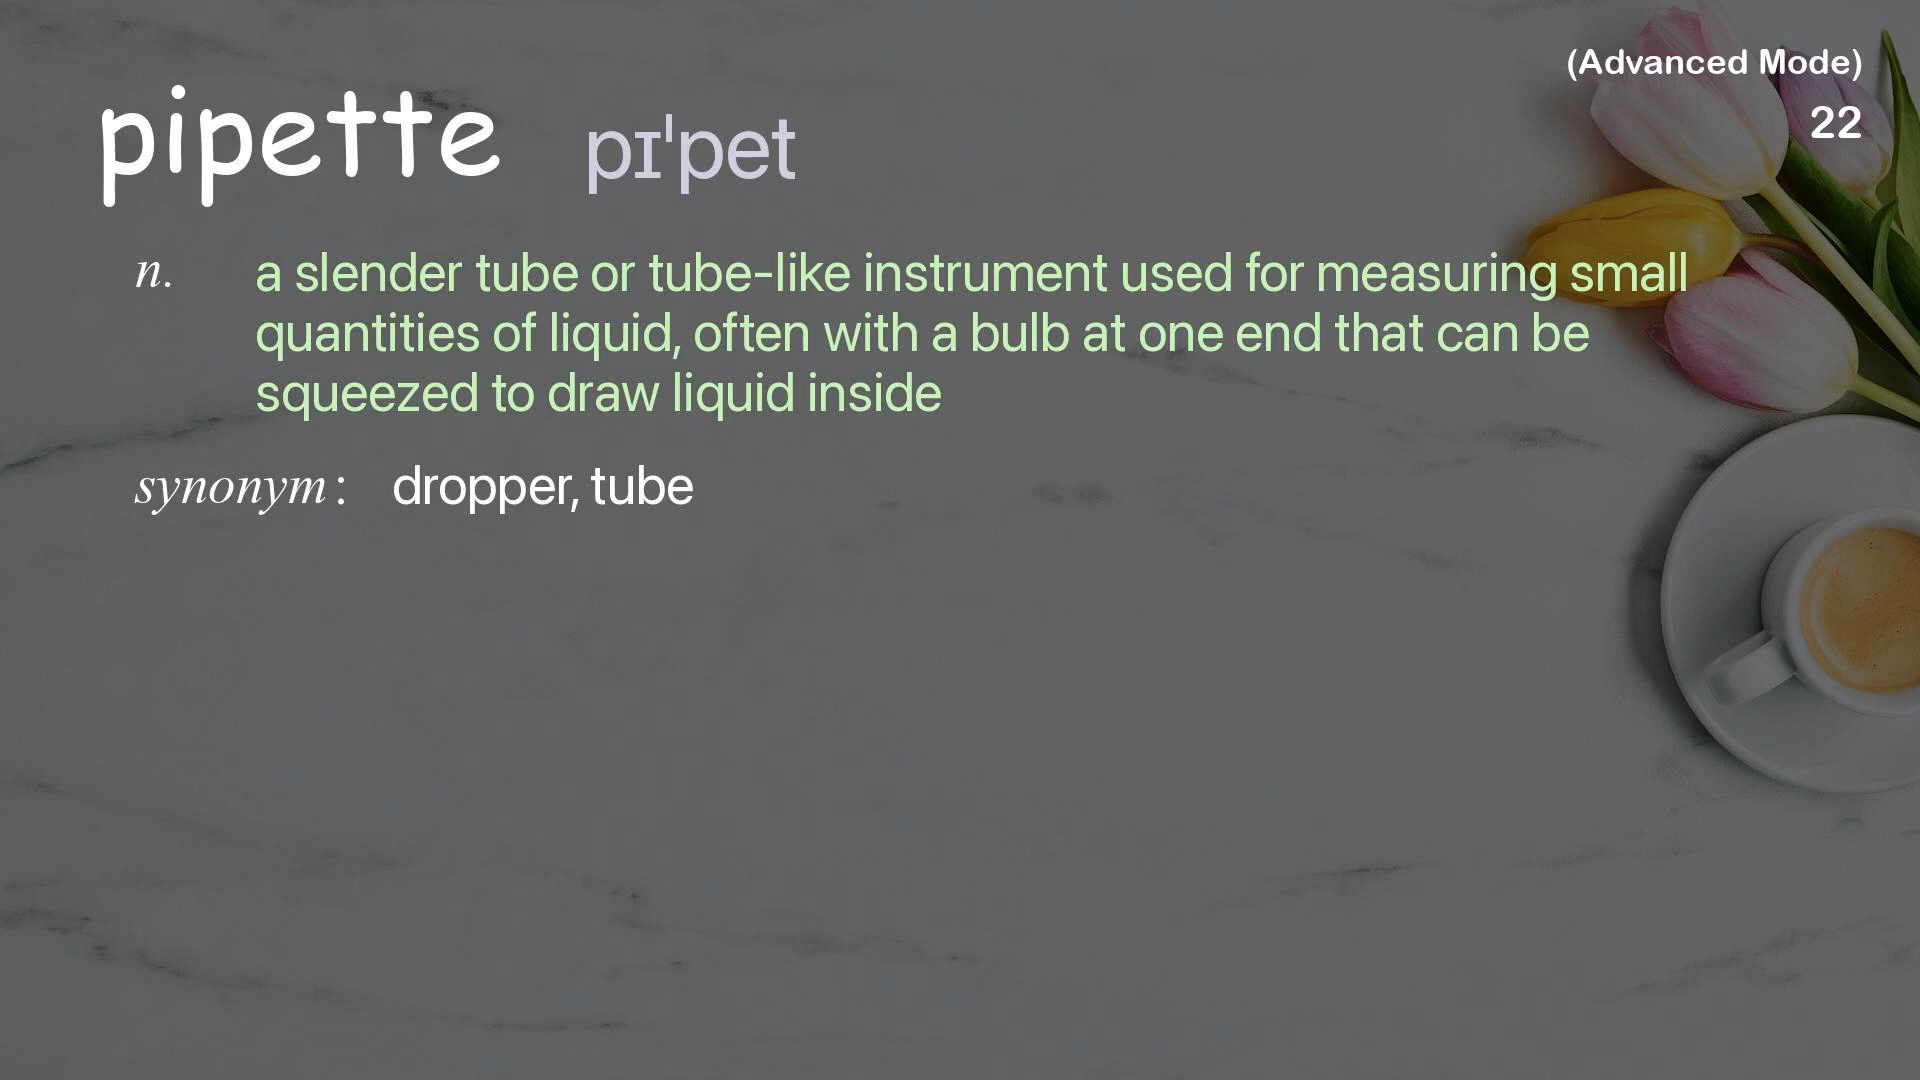 (Advanced Mode)
22
pipette pɪˈpet
n. a slender tube or tube-like instrument used for measuring small
quantities of liquid, often with a bulb at one end that can be
squeezed to draw liquid inside
synonym: dropper, tube